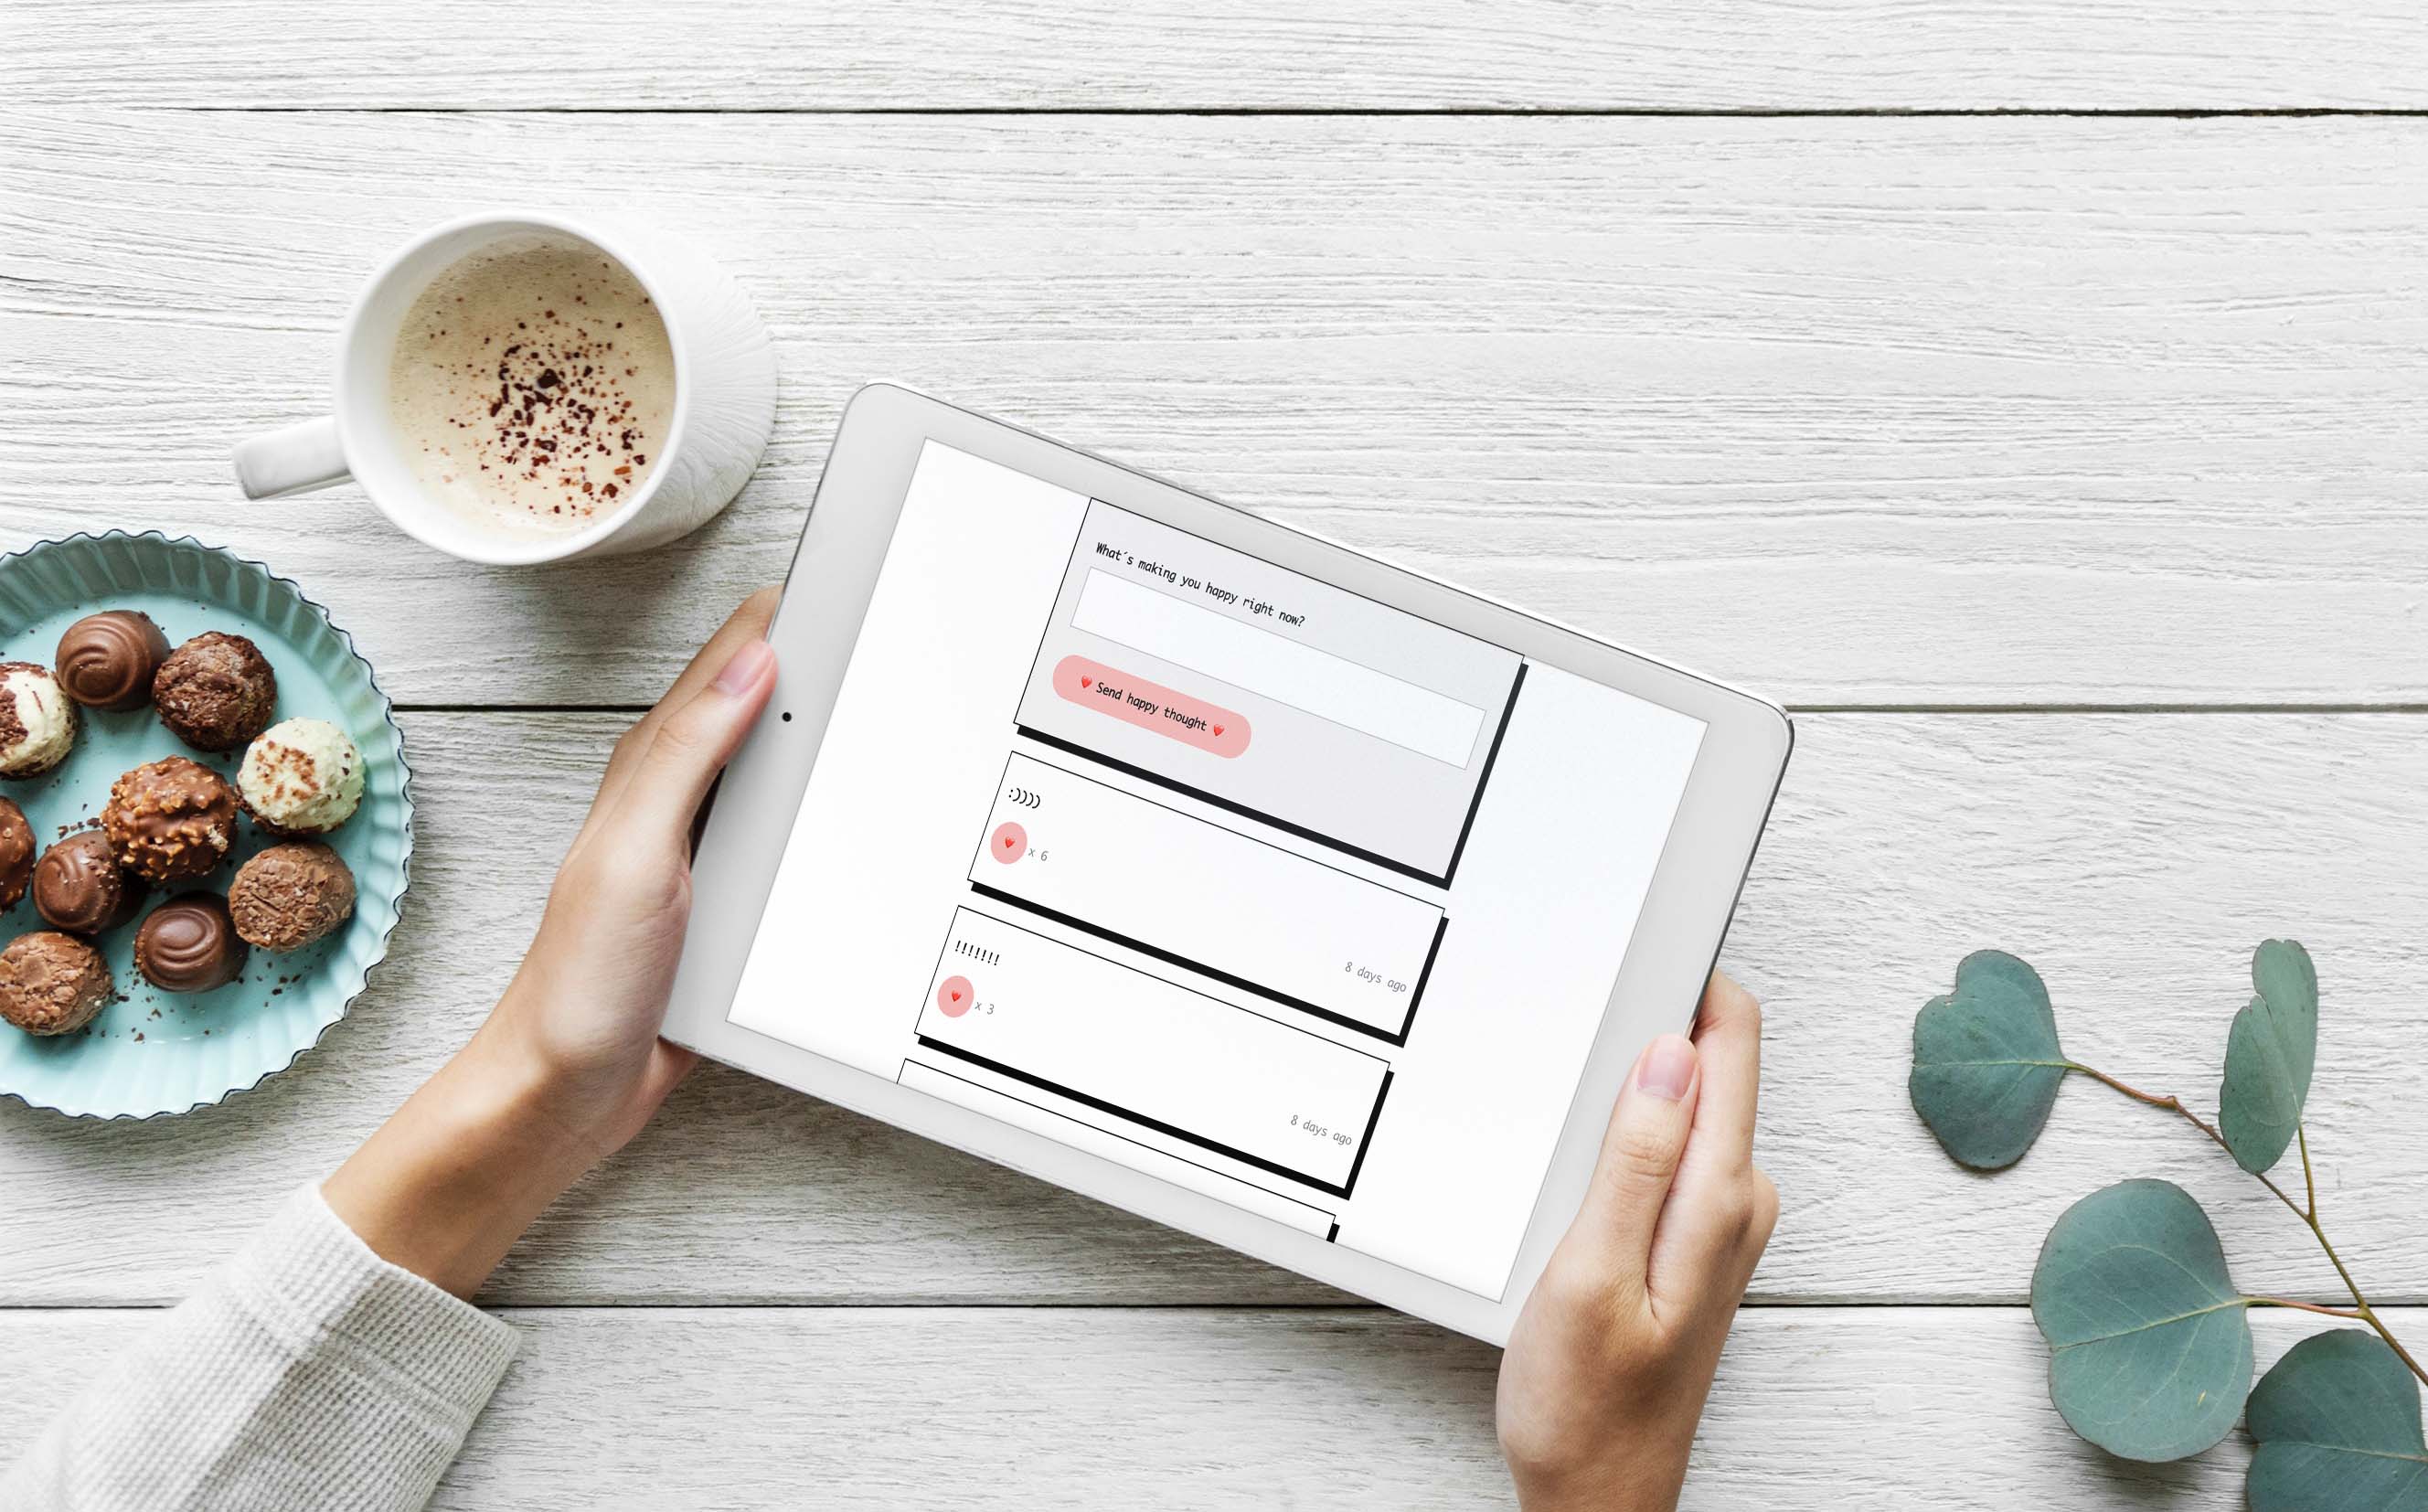 What´s making you happy right now?
❤️ Send happy thought ❤️
:))))
x 6
8 days ago
!!!!!!!
x 3
8 days ago